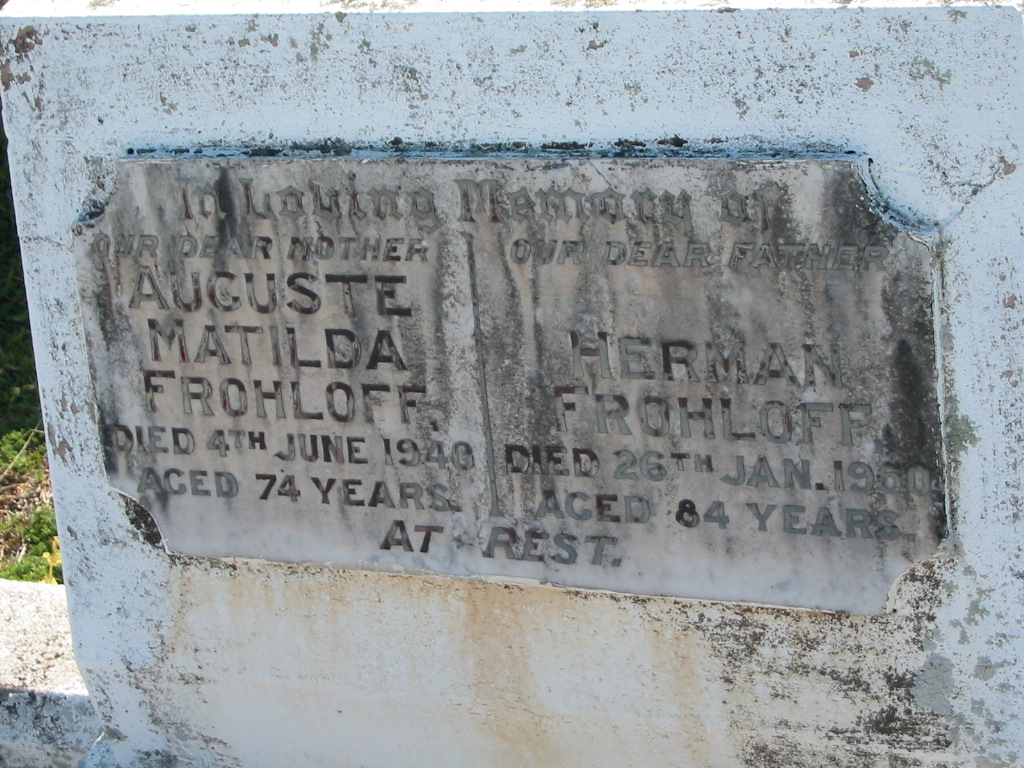 In Loving Memory of
OUR DEAR MOTHER
AUGUSTE
MATILDA
FROHLOFF,
DIED 4TH JUNE 1940
AGED 74 YEARS.
OUR DEAR FATHER
HERMAN
FROHLOFF,
DIED 26TH JAN. 1950
AGED 84 YEARS.
AT REST.